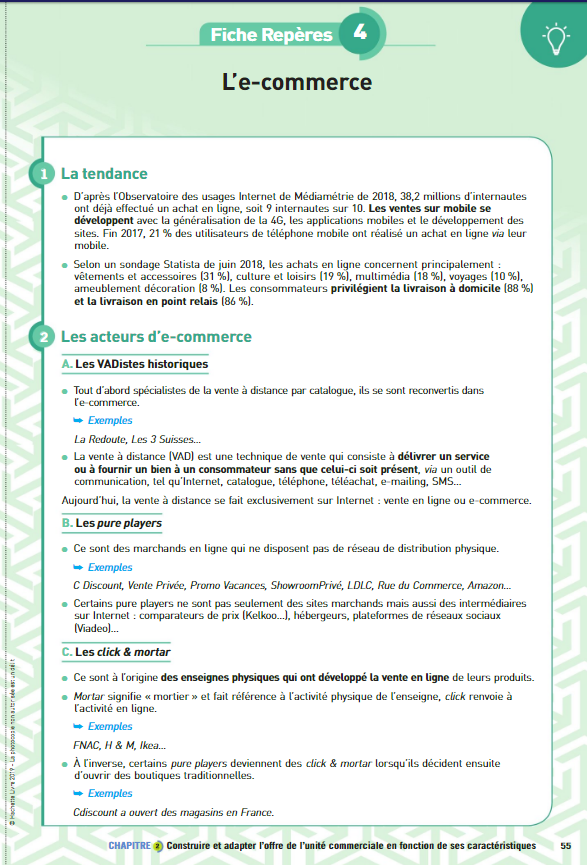 Fiche Repères 4
L'e-commerce
1 La tendance
• D'après l'Observatoire des usages Internet de Médiamétrie de 2018, 38,2 millions d'internautes
ont déjà effectué un achat en ligne, soit 9 internautes sur 10. Les ventes sur mobile se
développent avec la généralisation de la 4G, les applications mobiles et le développement des
sites. Fin 2017, 21 % des utilisateurs de téléphone mobile ont réalisé un achat en ligne via leur
mobile.
• Selon un sondage Statista de juin 2018, les achats en ligne concernent principalement :
vêtements et accessoires (31 %), culture et loisirs (19 %), multimédia (18 %), voyages (10 %),
ameublement décoration (8 %). Les consommateurs privilégient la livraison à domicile (88 %)
et la livraison en point relais (86 %).
2 Les acteurs d'e-commerce
A. Les VADistes historiques
• Tout d'abord spécialistes de la vente à distance par catalogue, ils se sont reconvertis dans
l'e-commerce.
➥ Exemples
La Redoute, Les 3 Suisses...
• La vente à distance (VAD) est une technique de vente qui consiste à délivrer un service
ou à fournir un bien à un consommateur sans que celui-ci soit présent, via un outil de
communication, tel qu'Internet, catalogue, téléphone, téléachat, e-mailing, SMS...
Aujourd'hui, la vente à distance se fait exclusivement sur Internet : vente en ligne ou e-commerce.
B. Les pure players
• Ce sont des marchands en ligne qui ne disposent pas de réseau de distribution physique.
➥ Exemples
C Discount, Vente Privée, Promo Vacances, ShowroomPrivé, LDLC, Rue du Commerce, Amazon...
• Certains pure players ne sont pas seulement des sites marchands mais aussi des intermédiaires
sur Internet : comparateurs de prix (Kelkoo...), hébergeurs, plateformes de réseaux sociaux
(Viadeo)...
C. Les click & mortar
• Ce sont à l'origine des enseignes physiques qui ont développé la vente en ligne de leurs produits.
• Mortar signifie « mortier » et fait référence à l'activité physique de l'enseigne, click renvoie à
l'activité en ligne.
➥ Exemples
FNAC, H & M, Ikea...
• À l'inverse, certains pure players deviennent des click & mortar lorsqu'ils décident ensuite
d'ouvrir des boutiques traditionnelles.
➥ Exemples
Cdiscount a ouvert des magasins en France.
© Hachette Livre 2019 - La photocopie non autorisée est un délit
CHAPITRE 2 Construire et adapter l'offre de l'unité commerciale en fonction de ses caractéristiques 55